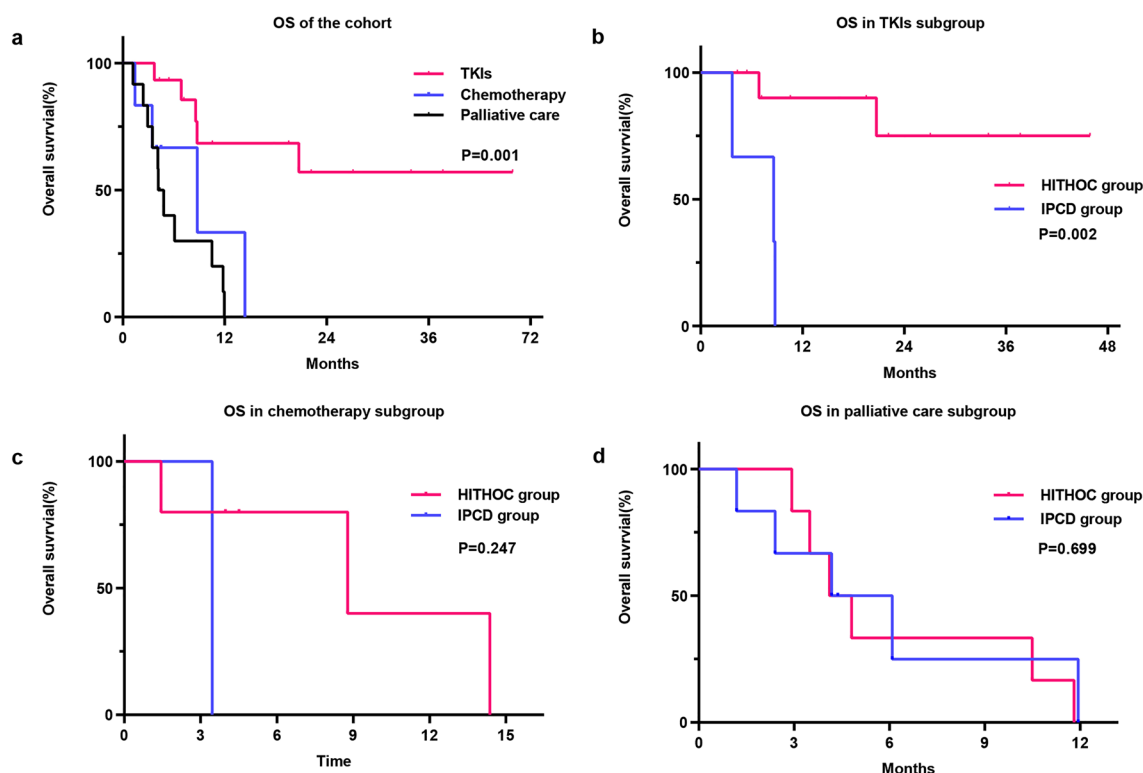 OS of the cohort
a
100
50
0
Overall suvrvial(%)
TKIs
Chemotherapy
Palliative care
P=0.001
0 12 24 36 72
Months
OS in TKIs subgroup
b
100
50
0
Overall suvrvial(%)
HITHOC group
IPCD group
P=0.002
0 12 24 36 48
Months
OS in chemotherapy subgroup
c
100
50
0
Overall suvrvial(%)
HITHOC group
IPCD group
P=0.247
0 3 6 9 12 15
Time
OS in palliative care subgroup
d
100
50
0
Overall suvrvial(%)
HITHOC group
IPCD group
P=0.699
0 3 6 9 12
Months